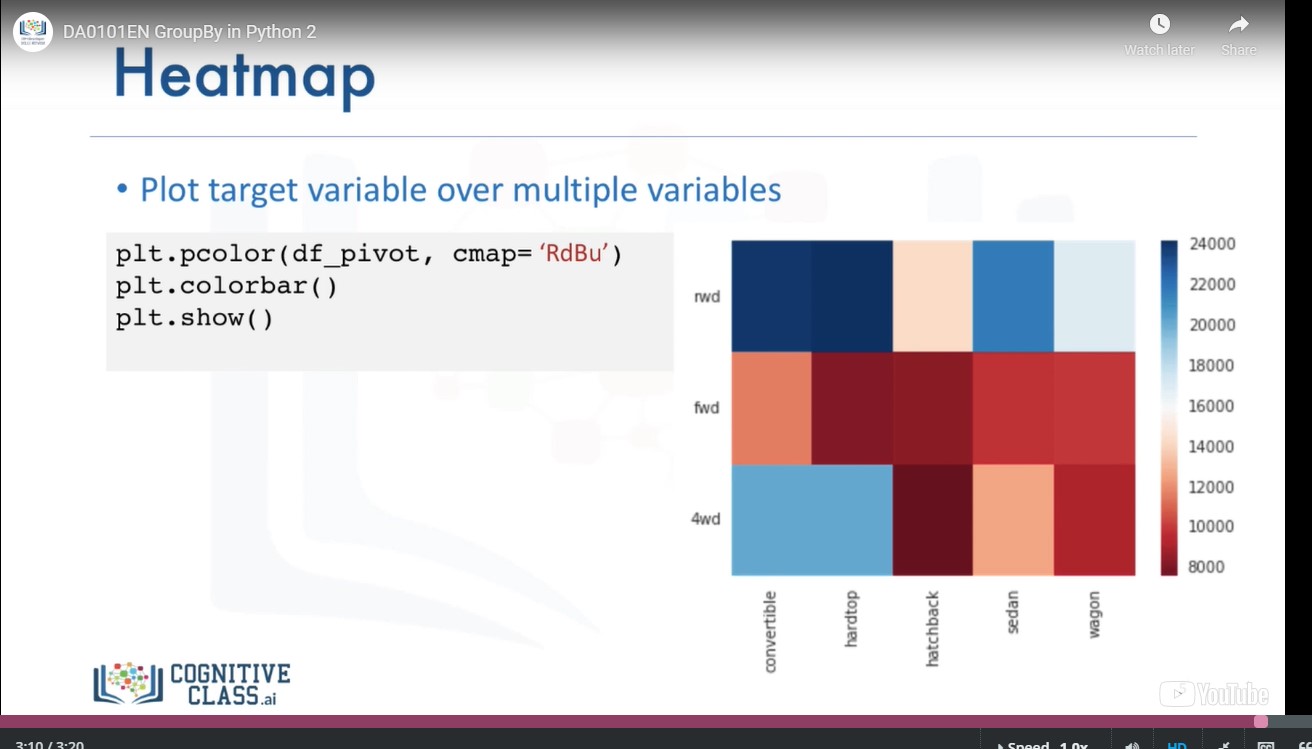 DA0101EN GroupBy in Python 2
Watch later
Share
Heatmap
• Plot target variable over multiple variables
plt.pcolor(df_pivot, cmap= ‘RdBu’)
plt.colorbar()
plt.show()
rwd
fwd
4wd
convertible
hardtop
hatchback
sedan
wagon
24000
22000
20000
18000
16000
14000
12000
10000
8000
COGNITIVE
CLASS.ai
YouTube
3:10 / 3:20
Speed 1.0x
HD